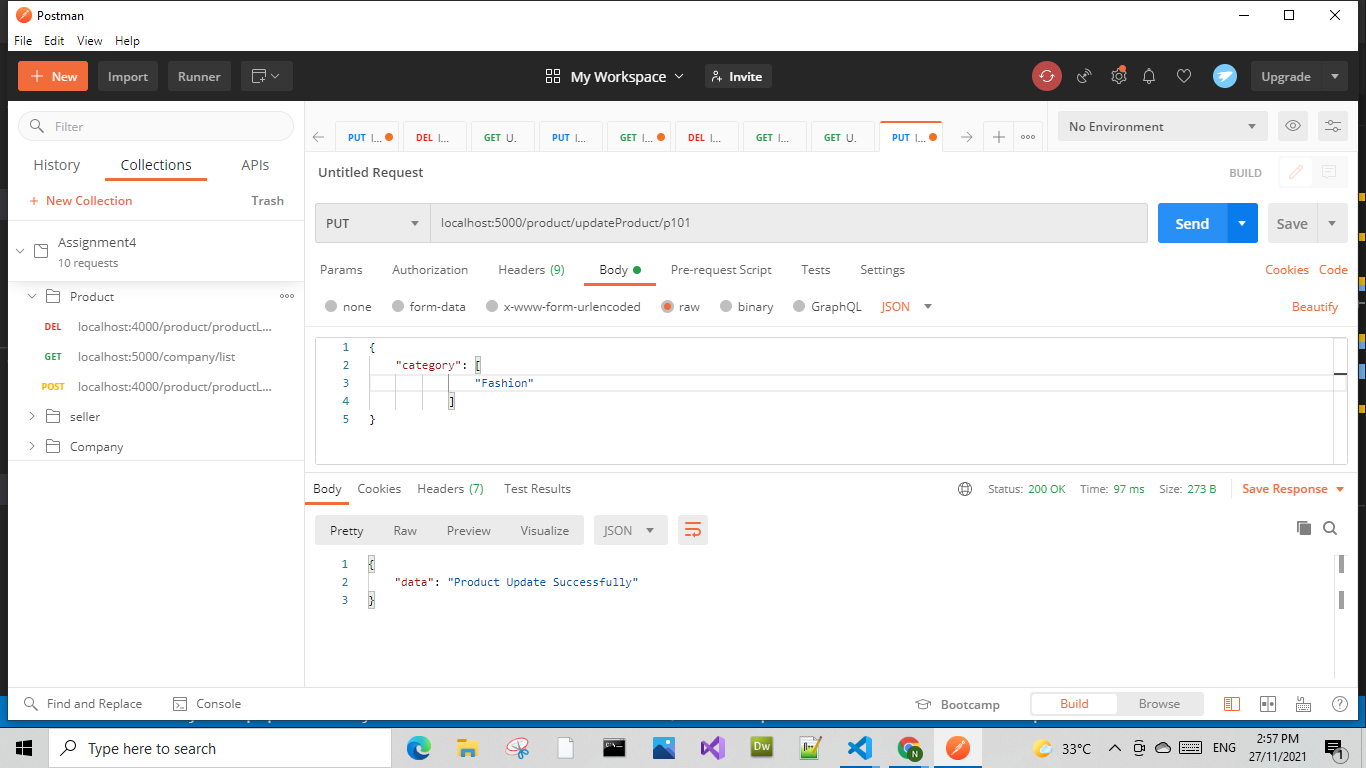 Postman
File Edit View Help
+ New Import Runner My Workspace Invite Upgrade
Filter
History Collections APIs
+ New Collection Trash
Assignment4
10 requests
Product
DEL localhost:4000/product/productL...
GET localhost:5000/company/list
POST localhost:4000/product/productL...
seller
Company
PUT I... DEL I... GET U. PUT I... GET I... DEL I... GET I... GET U. PUT I...
No Environment
Untitled Request BUILD
PUT localhost:5000/product/updateProduct/p101 Send Save
Params Authorization Headers (9) Body Pre-request Script Tests Settings Cookies Code
none form-data x-www-form-urlencoded raw binary GraphQL JSON Beautify
1 {
2 "category": [
3 "Fashion"
4 ]
5 }
Body Cookies Headers (7) Test Results Status: 200 OK Time: 97 ms Size: 273 B Save Response
Pretty Raw Preview Visualize JSON
1 {
2 "data": "Product Update Successfully"
3 }
Find and Replace Console Bootcamp Build Browse
Type here to search
Dw
N
33°C ENG
2:57 PM
27/11/2021
1